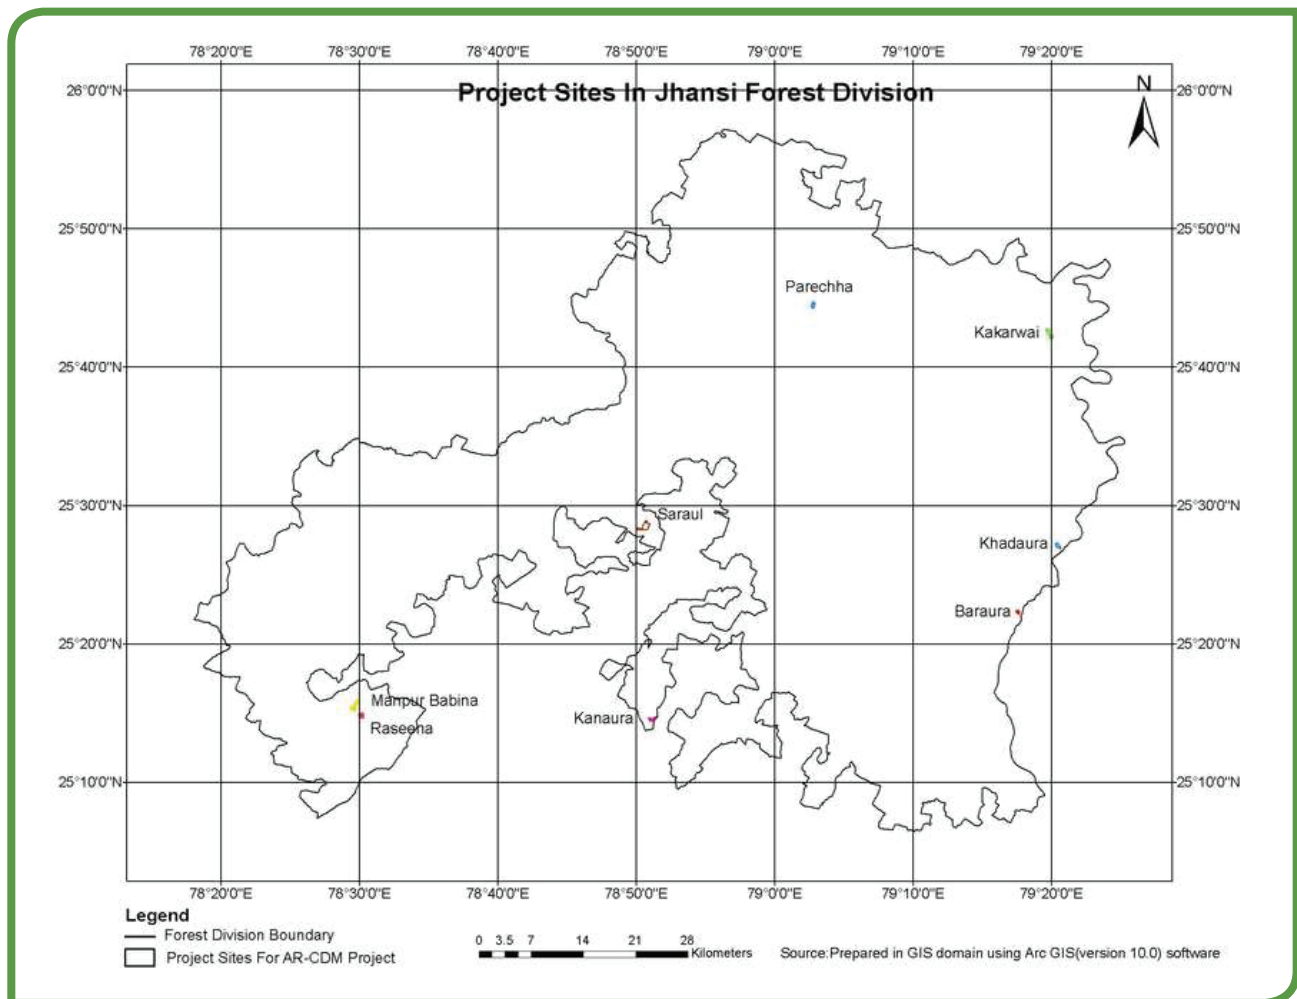 78°20'0"E 78°30'0"E 78°40'0"E 78°50'0"E 79°0'0"E 79°10'0"E 79°20'0"E
Project Sites In Jhansi Forest Division
N
26°0'0"N 26°0'0"N
25°50'0"N 25°50'0"N
Parechha
Kakarwai
25°40'0"N 25°40'0"N
25°30'0"N 25°30'0"N
Saraul
Khadaura
Baraura
25°20'0"N 25°20'0"N
Manpur Babina
Kanaura
Raseena
25°10'0"N 25°10'0"N
78°20'0"E 78°30'0"E 78°40'0"E 78°50'0"E 79°0'0"E 79°10'0"E 79°20'0"E
Legend
Forest Division Boundary
Project Sites For AR-CDM Project
0 3.5 7 14 21 28
Kilometers
Source:Prepared in GIS domain using Arc GIS(version 10.0) software